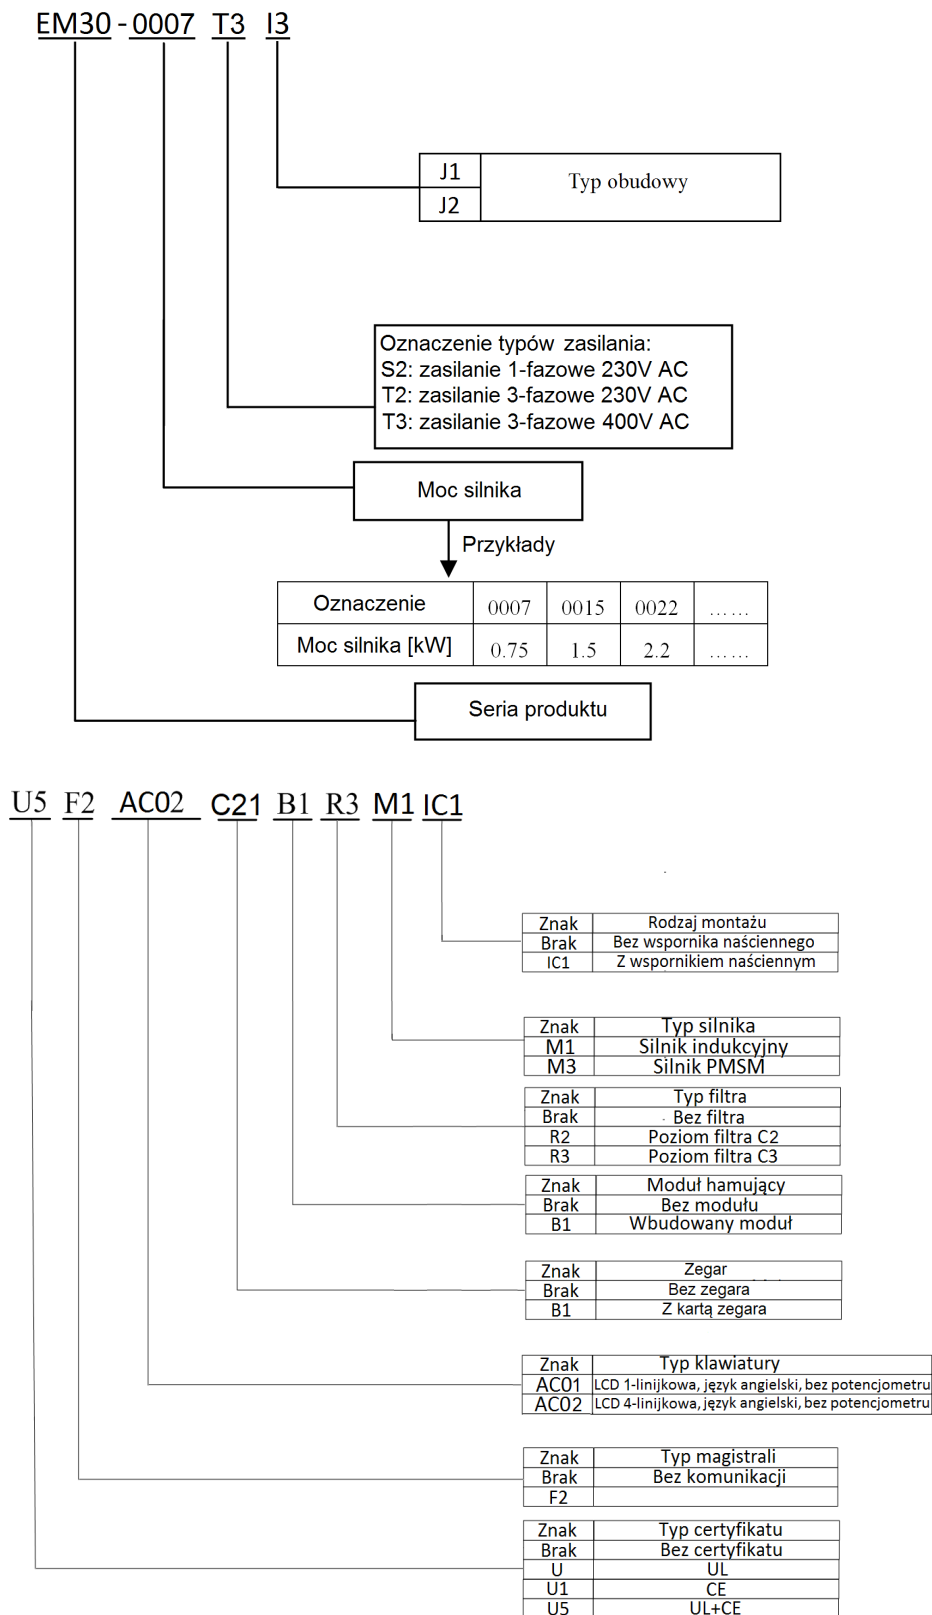 EM30 - 0007 T3 I3
J1 Typ obudowy
J2
Oznaczenie typów zasilania:
S2: zasilanie 1-fazowe 230V AC
T2: zasilanie 3-fazowe 230V AC
T3: zasilanie 3-fazowe 400V AC
Moc silnika
Przykłady
Oznaczenie 0007 0015 0022 ......
Moc silnika [kW] 0.75 1.5 2.2 ......
Seria produktu
U5 F2 AC02 C21 B1 R3 M1 IC1
Znak Rodzaj montażu
Brak Bez wspornika naściennego
IC1 Z wspornikiem naściennym
Znak Typ silnika
M1 Silnik indukcyjny
M3 Silnik PMSM
Znak Typ filtra
Brak Bez filtra
R2 Poziom filtra C2
R3 Poziom filtra C3
Znak Moduł hamujący
Brak Bez modułu
B1 Wbudowany moduł
Znak Zegar
Brak Bez zegara
B1 Z kartą zegara
Znak Typ klawiatury
AC01 LCD 1-linijkowa, język angielski, bez potencjometru
AC02 LCD 4-linijkowa, język angielski, bez potencjometru
Znak Typ magistrali
Brak Bez komunikacji
F2
Znak Typ certyfikatu
Brak Bez certyfikatu
U UL
U1 CE
U5 UL+CE